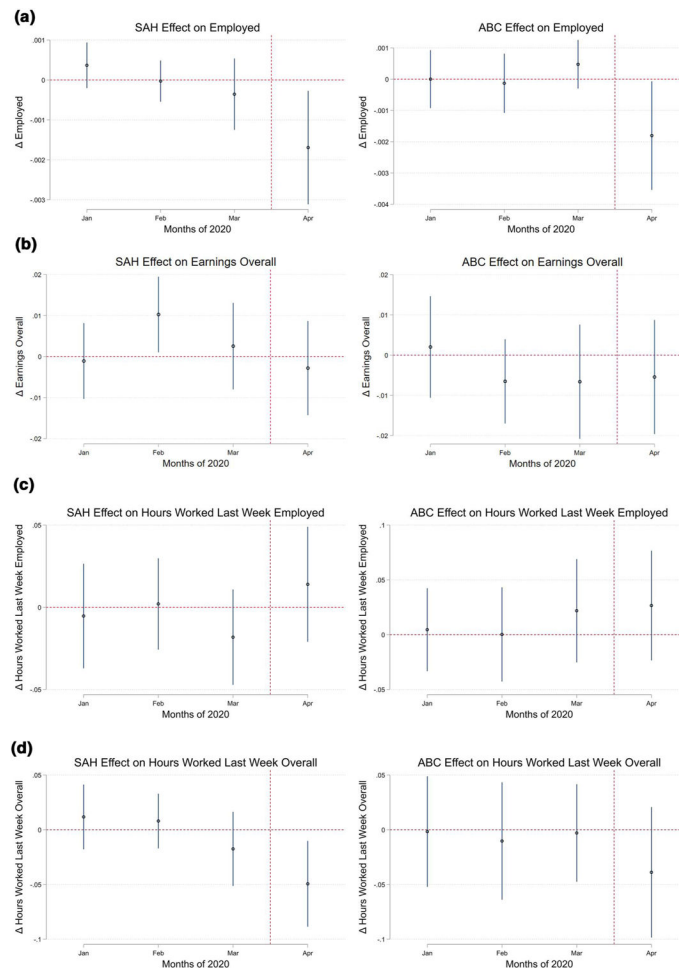 (a)
SAH Effect on Employed
.001
0
-.001
-.002
-.003
Δ Employed
Jan Feb Mar Apr
Months of 2020
ABC Effect on Employed
.001
0
-.001
-.002
-.003
-.004
Δ Employed
Jan Feb Mar Apr
Months of 2020
(b)
SAH Effect on Earnings Overall
.02
.01
0
-.01
-.02
Δ Earnings Overall
Jan Feb Mar Apr
Months of 2020
ABC Effect on Earnings Overall
.02
.01
0
-.01
-.02
Δ Earnings Overall
Jan Feb Mar Apr
Months of 2020
(c)
SAH Effect on Hours Worked Last Week Employed
.05
0
-.05
Δ Hours Worked Last Week Employed
Jan Feb Mar Apr
Months of 2020
ABC Effect on Hours Worked Last Week Employed
.1
.05
0
-.05
Δ Hours Worked Last Week Employed
Jan Feb Mar Apr
Months of 2020
(d)
SAH Effect on Hours Worked Last Week Overall
.05
0
-.05
-.1
Δ Hours Worked Last Week Overall
Jan Feb Mar Apr
Months of 2020
ABC Effect on Hours Worked Last Week Overall
.05
0
-.05
-.1
Δ Hours Worked Last Week Overall
Jan Feb Mar Apr
Months of 2020